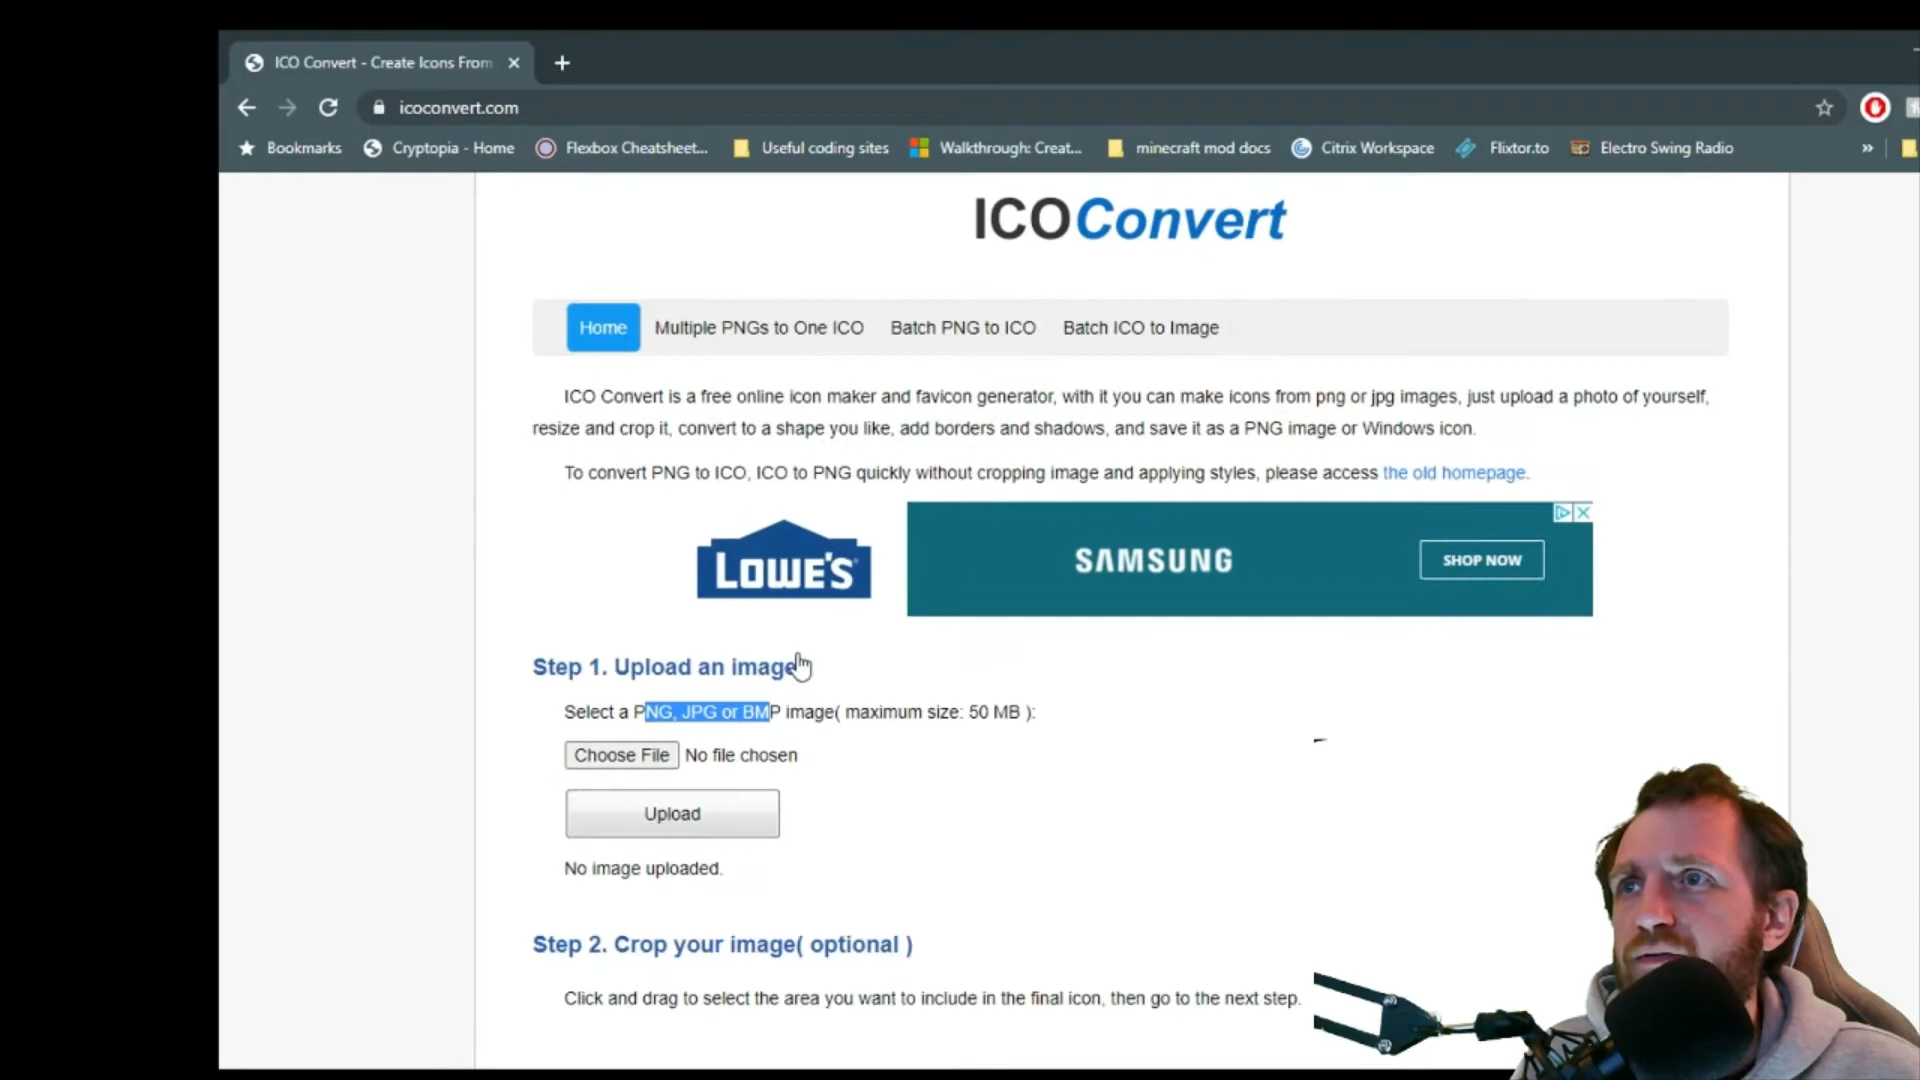 ICO Convert - Create Icons From
icoconvert.com
Bookmarks Cryptopia - Home Flexbox Cheatsheet... Useful coding sites Walkthrough: Creat... minecraft mod docs Citrix Workspace Flixtor.to Electro Swing Radio »
ICOConvert
Home Multiple PNGs to One ICO Batch PNG to ICO Batch ICO to Image
ICO Convert is a free online icon maker and favicon generator, with it you can make icons from png or jpg images, just upload a photo of yourself,
resize and crop it, convert to a shape you like, add borders and shadows, and save it as a PNG image or Windows icon.
To convert PNG to ICO, ICO to PNG quickly without cropping image and applying styles, please access the old homepage.
LOWE'S SAMSUNG SHOP NOW
Step 1. Upload an image
Select a PNG, JPG or BMP image( maximum size: 50 MB ):
Choose File No file chosen
Upload
No image uploaded.
Step 2. Crop your image( optional )
Click and drag to select the area you want to include in the final icon, then go to the next step.